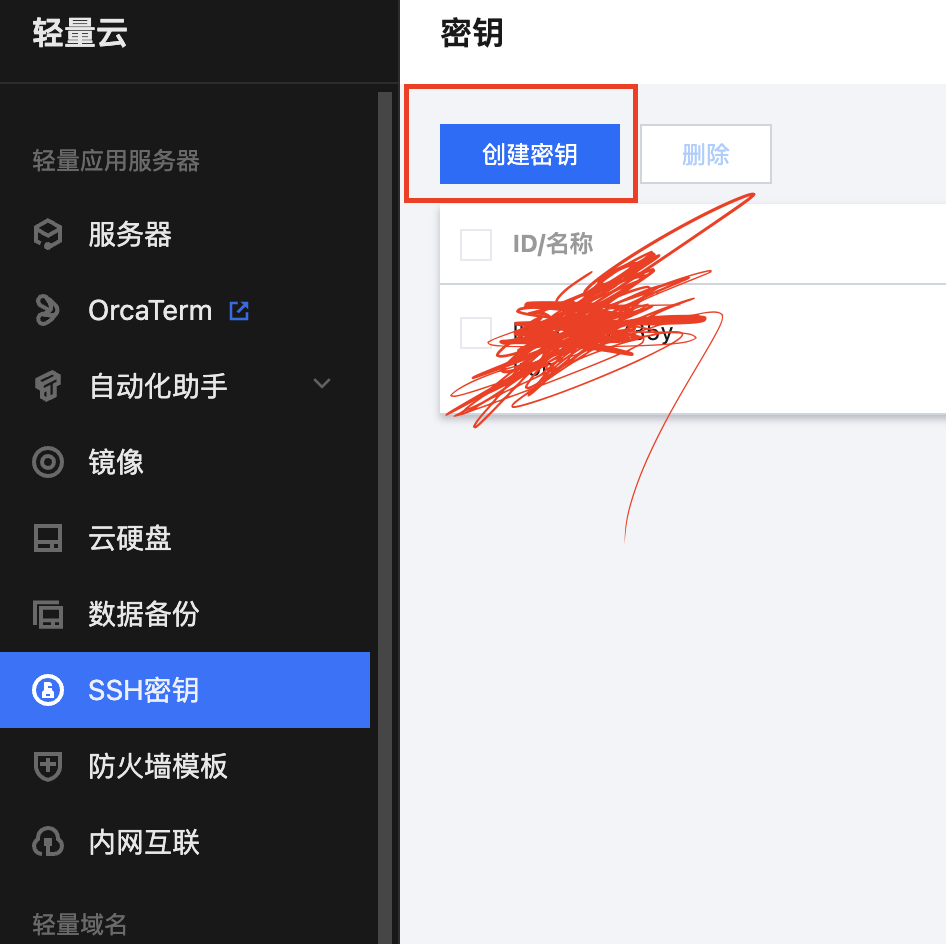 轻量云
密钥
创建密钥
删除
轻量应用服务器
ID/名称
服务器
OrcaTerm
自动化助手
镜像
云硬盘
数据备份
SSH密钥
防火墙模板
内网互联
轻量域名